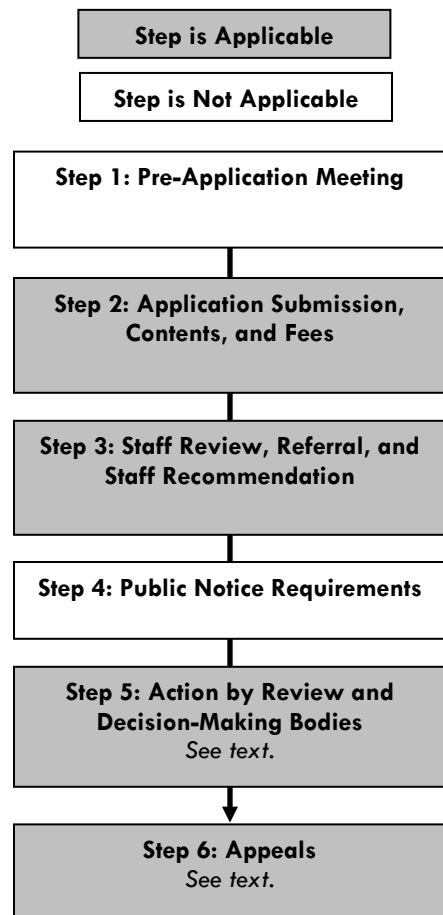 Step is Applicable
Step is Not Applicable
Step 1: Pre-Application Meeting
Step 2: Application Submission,
Contents, and Fees
Step 3: Staff Review, Referral, and
Staff Recommendation
Step 4: Public Notice Requirements
Step 5: Action by Review and
Decision-Making Bodies
See text.
Step 6: Appeals
See text.